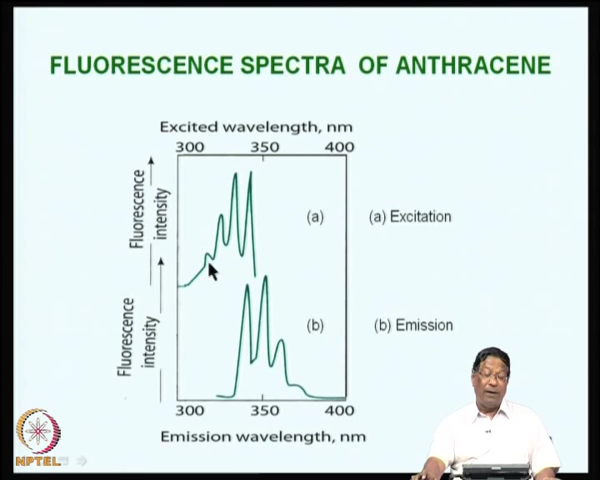 FLUORESCENCE SPECTRA OF ANTHRACENE
Excited wavelength, nm
300 350 400
Fluorescence
intensity
(a)
(a) Excitation
Fluorescence
intensity
(b)
(b) Emission
300 350 400
Emission wavelength, nm
NPTEL